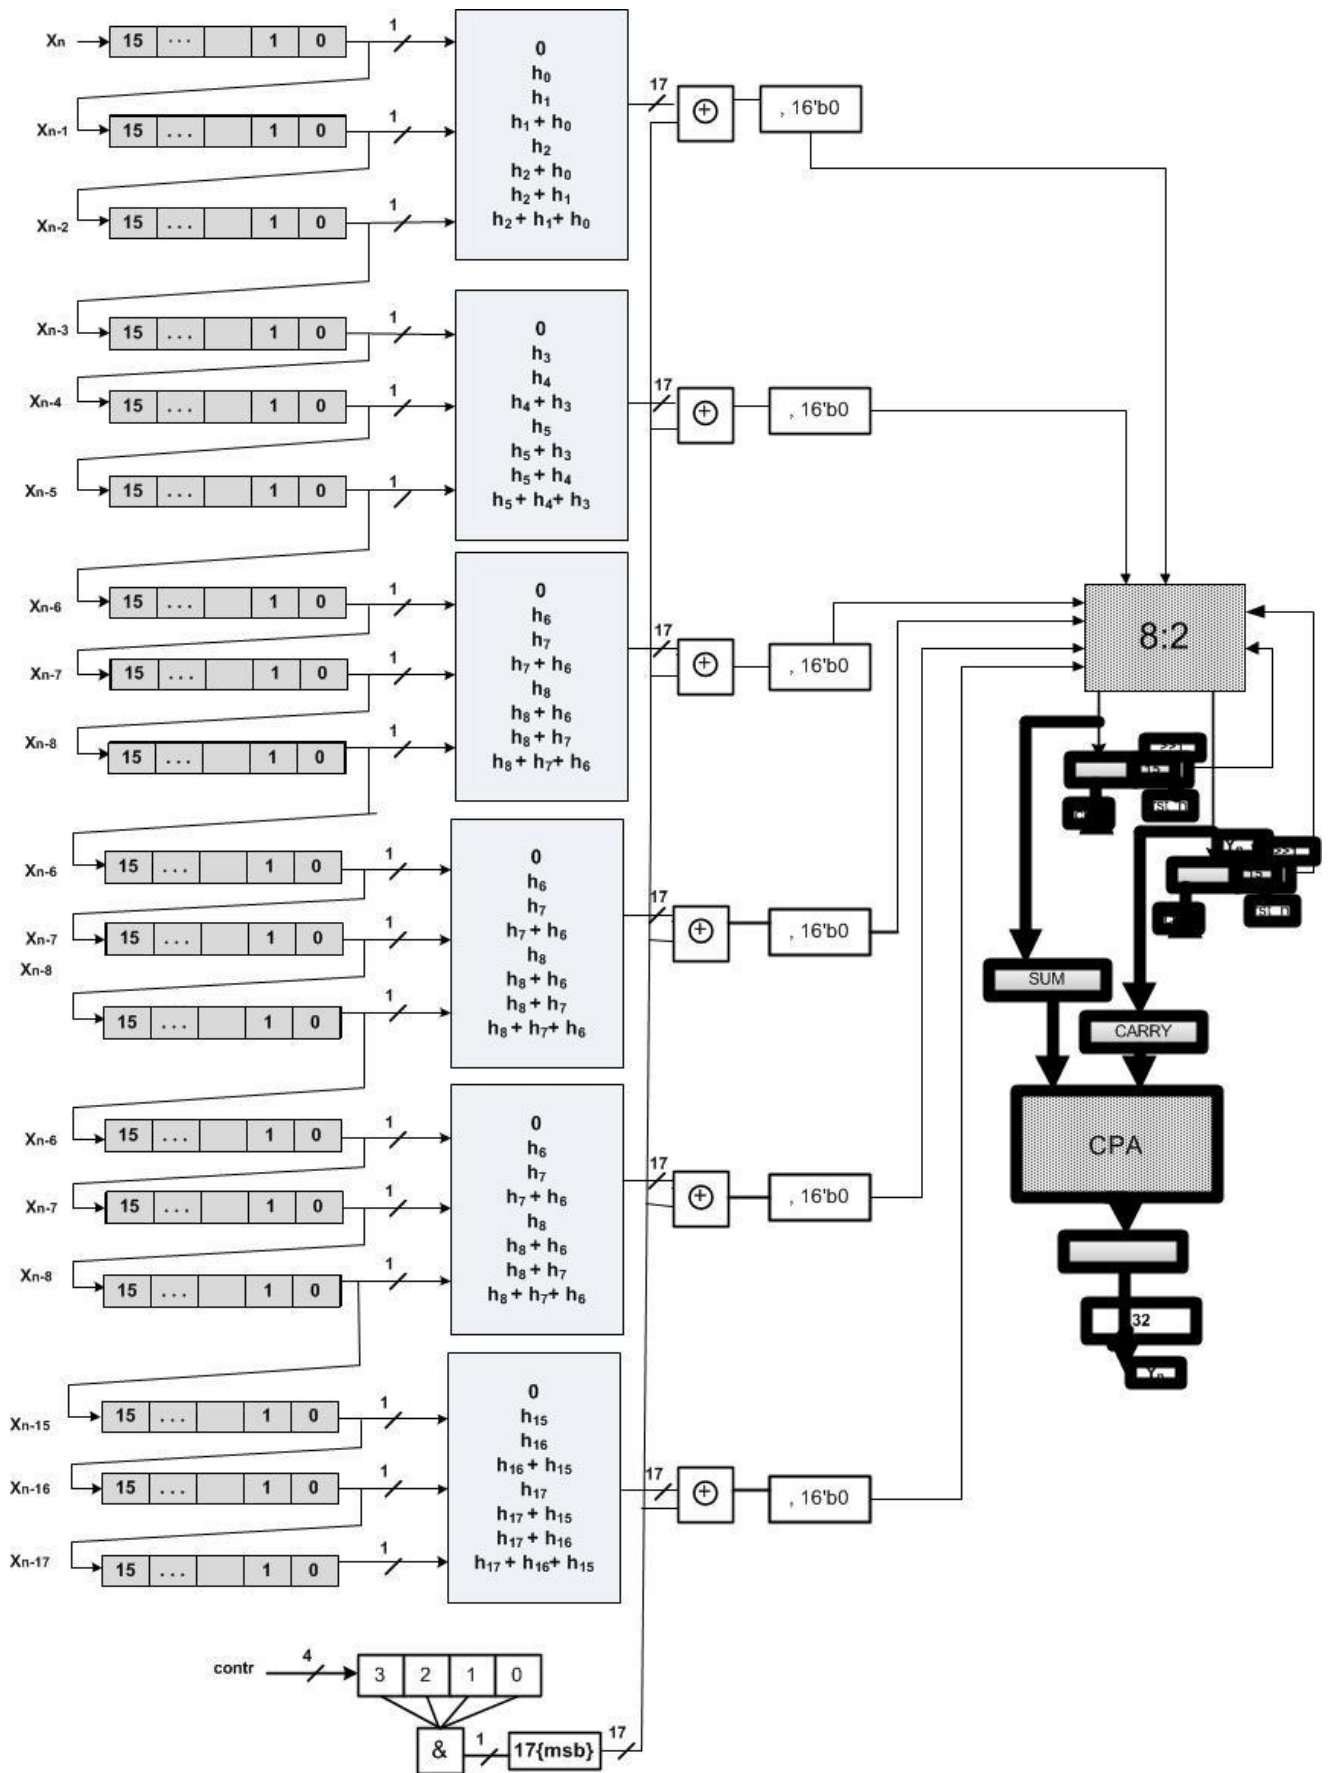 Xn 15 ... 1 0 1
Xn-1 15 ... 1 0 1
Xn-2 15 ... 1 0 1
0
h0
h1
h1 + h0
h2
h2 + h0
h2 + h1
h2 + h1+ h0
17
⊕
, 16'b0
Xn-3 15 ... 1 0 1
Xn-4 15 ... 1 0 1
Xn-5 15 ... 1 0 1
0
h3
h4
h4 + h3
h5
h5 + h3
h5 + h4
h5 + h4+ h3
17
⊕
, 16'b0
Xn-6 15 ... 1 0 1
Xn-7 15 ... 1 0 1
Xn-8 15 ... 1 0 1
0
h6
h7
h7 + h6
h8
h8 + h6
h8 + h7
h8 + h7+ h6
17
⊕
, 16'b0
Xn-6 15 ... 1 0 1
Xn-7 15 ... 1 0 1
Xn-8 15 ... 1 0 1
0
h6
h7
h7 + h6
h8
h8 + h6
h8 + h7
h8 + h7+ h6
17
⊕
, 16'b0
Xn-6 15 ... 1 0 1
Xn-7 15 ... 1 0 1
Xn-8 15 ... 1 0 1
0
h6
h7
h7 + h6
h8
h8 + h6
h8 + h7
h8 + h7+ h6
17
⊕
, 16'b0
Xn-15 15 ... 1 0 1
Xn-16 15 ... 1 0 1
Xn-17 15 ... 1 0 1
0
h15
h16
h16 + h15
h17
h17 + h15
h17 + h16
h17 + h16+ h15
17
⊕
, 16'b0
contr 4 3 2 1 0
& 1 17{msb} 17
8:2
>>1
15
rst_n
>>1
15
rst_n
SUM
CARRY
CPA
32
Yn